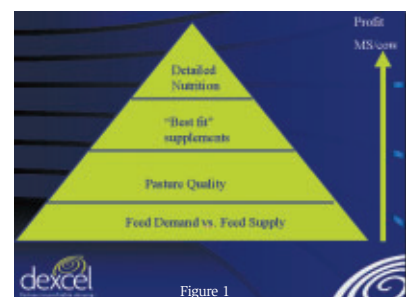 Profit
MS/cow
Detailed
Nutrition
"Best fit"
supplements
Pasture Quality
Feed Demand vs. Feed Supply
dexcel
Figure 1